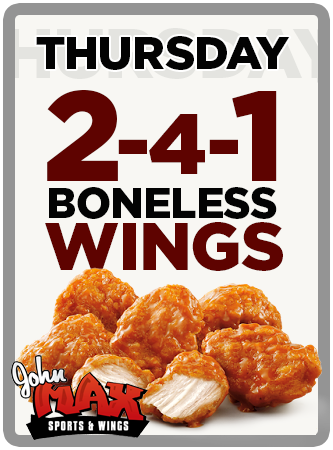 THURSDAY
2-4-1
BONELESS
WINGS
John
MAX
SPORTS & WINGS